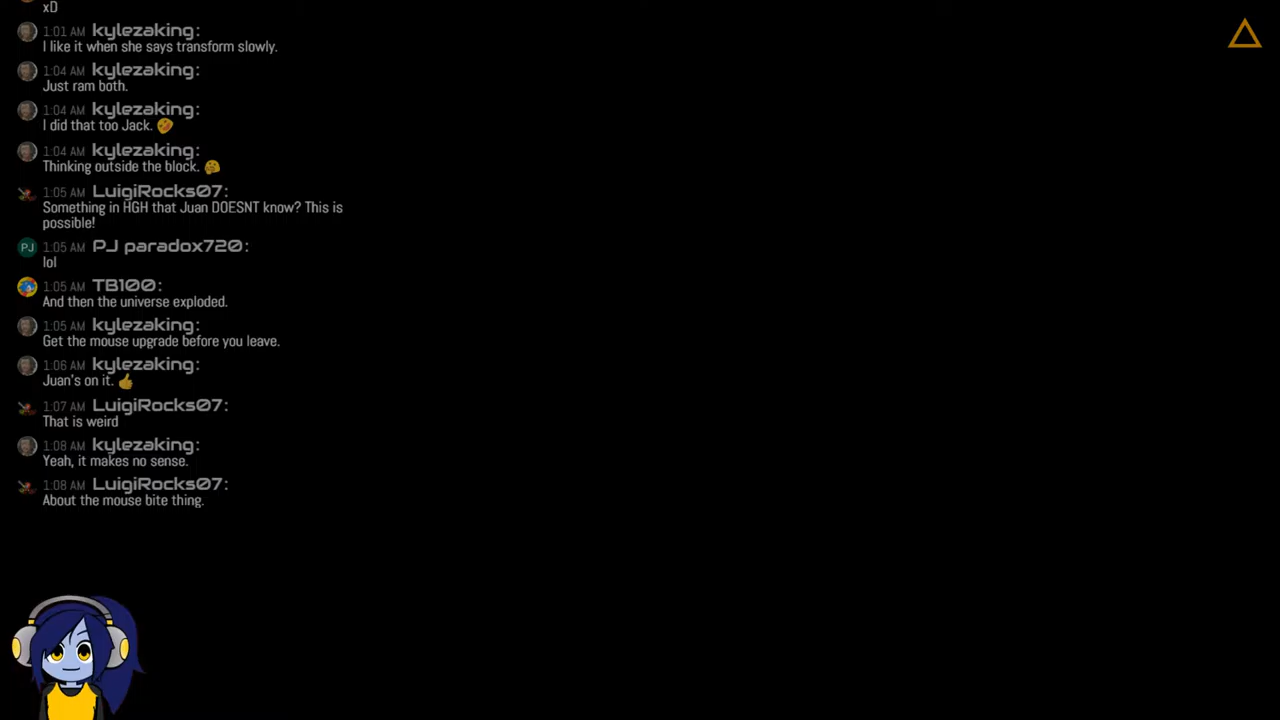 xD
1:01 AM kylezaking:
I like it when she says transform slowly.
1:04 AM kylezaking:
Just ram both.
1:04 AM kylezaking:
I did that too Jack. 🤣
1:04 AM kylezaking:
Thinking outside the block. 🤔
1:05 AM LuigiRocks07:
Something in HGH that Juan DOESNT know? This is
possible!
PJ 1:05 AM PJ paradox720:
lol
1:05 AM TB100:
And then the universe exploded.
1:05 AM kylezaking:
Get the mouse upgrade before you leave.
1:06 AM kylezaking:
Juan's on it. 👍
1:07 AM LuigiRocks07:
That is weird
1:08 AM kylezaking:
Yeah, it makes no sense.
1:08 AM LuigiRocks07:
About the mouse bite thing.